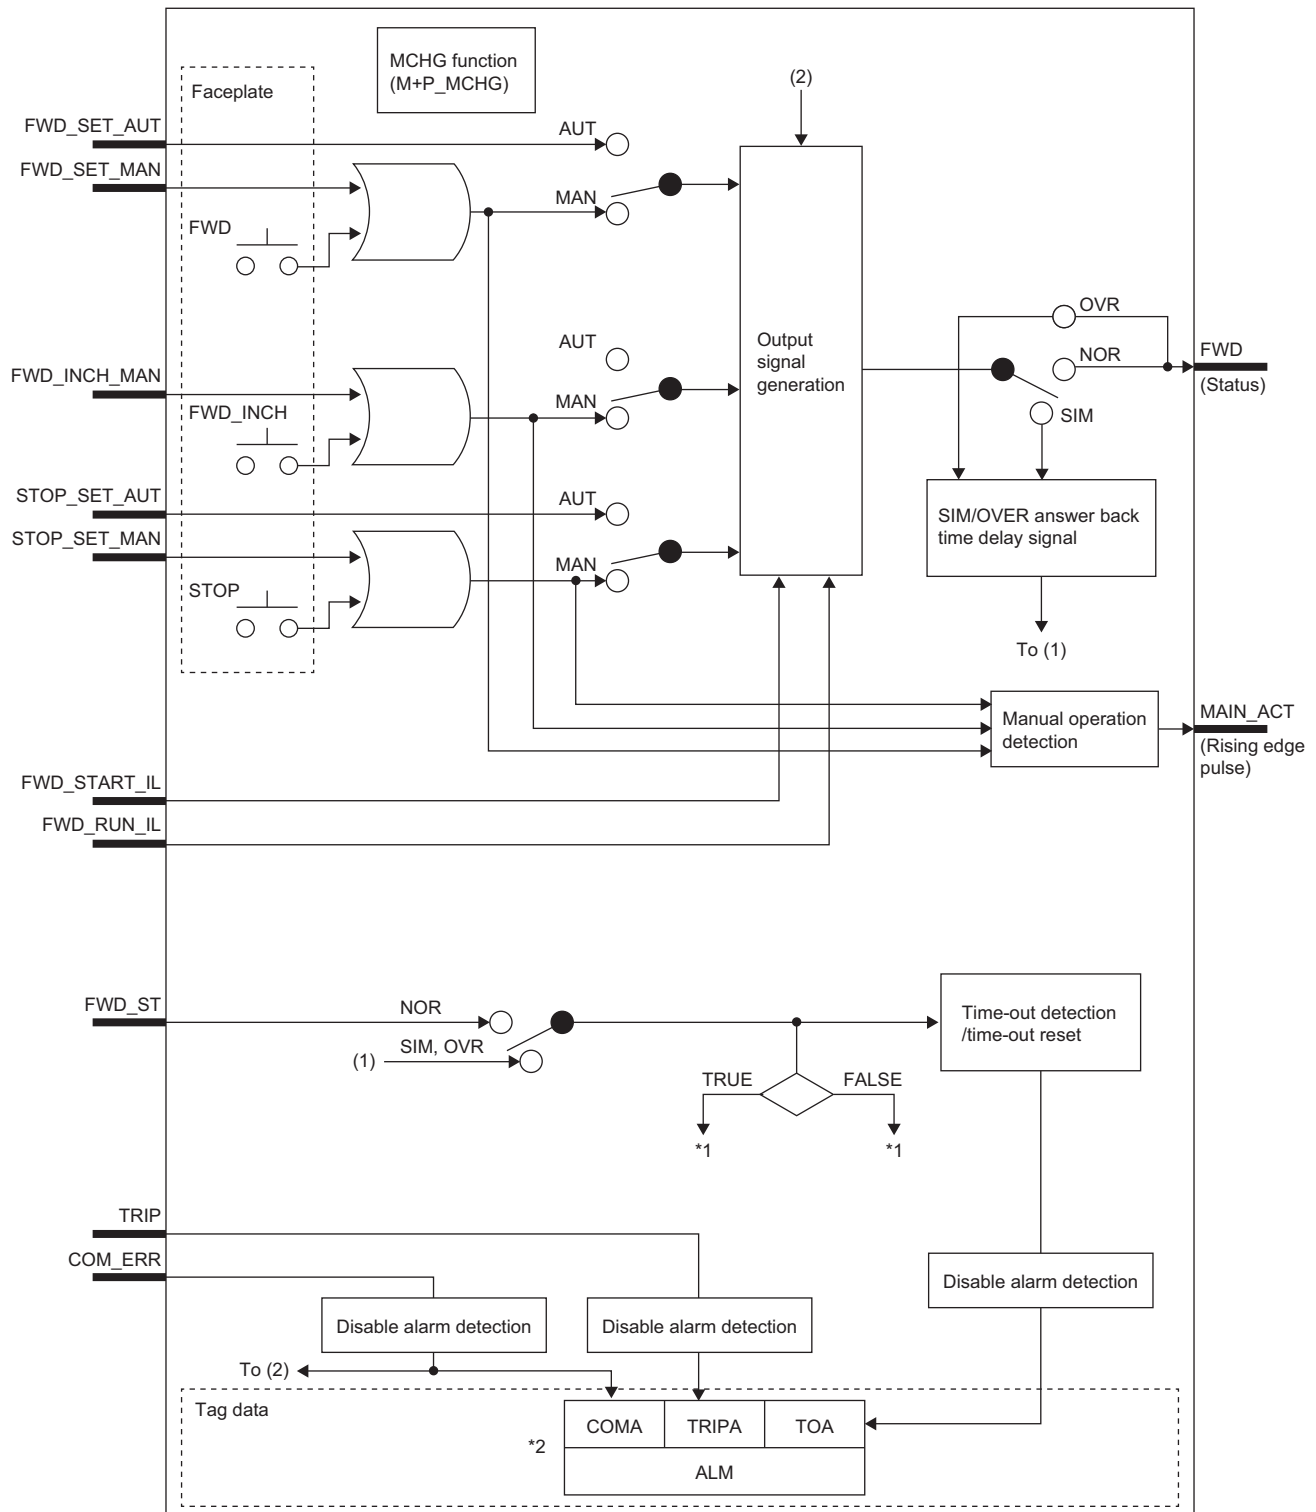 MCHG function
(M+P_MCHG)
Faceplate
(2)
FWD_SET_AUT
AUT
FWD_SET_MAN
MAN
FWD
OVR
AUT
Output
signal
generation
NOR
FWD
(Status)
FWD_INCH_MAN
MAN
FWD_INCH
SIM
STOP_SET_AUT
AUT
SIM/OVER answer back
time delay signal
STOP_SET_MAN
MAN
STOP
To (1)
Manual operation
detection
MAIN_ACT
(Rising edge
pulse)
FWD_START_IL
FWD_RUN_IL
FWD_ST
NOR
Time-out detection
/time-out reset
(1)
SIM, OVR
TRUE
FALSE
*1
*1
TRIP
COM_ERR
Disable alarm detection
Disable alarm detection
Disable alarm detection
To (2)
Tag data
COMA
TRIPA
TOA
*2
ALM